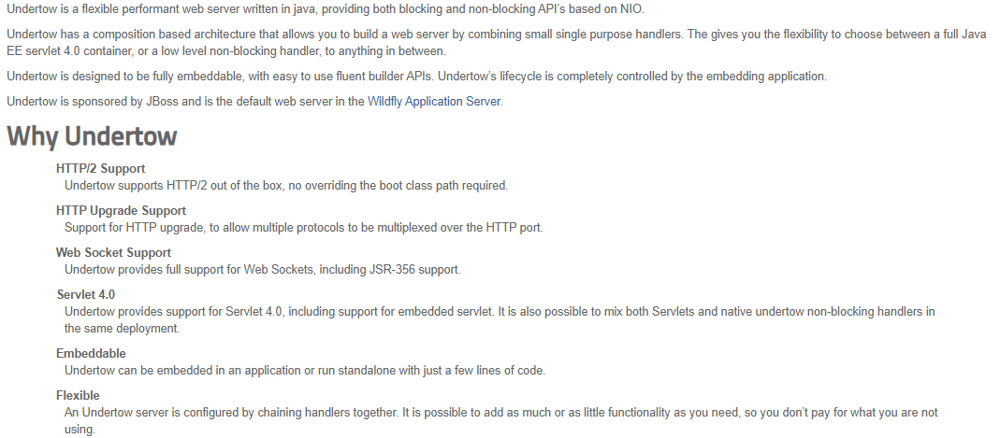 Undertow is a flexible performant web server written in java, providing both blocking and non-blocking API's based on NIO.
Undertow has a composition based architecture that allows you to build a web server by combining small single purpose handlers. The gives you the flexibility to choose between a full Java
EE servlet 4.0 container, or a low level non-blocking handler, to anything in between.
Undertow is designed to be fully embeddable, with easy to use fluent builder APIs. Undertow's lifecycle is completely controlled by the embedding application.
Undertow is sponsored by JBoss and is the default web server in the Wildfly Application Server.
Why Undertow
HTTP/2 Support
Undertow supports HTTP/2 out of the box, no overriding the boot class path required.
HTTP Upgrade Support
Support for HTTP upgrade, to allow multiple protocols to be multiplexed over the HTTP port.
Web Socket Support
Undertow provides full support for Web Sockets, including JSR-356 support.
Servlet 4.0
Undertow provides support for Servlet 4.0, including support for embedded servlet. It is also possible to mix both Servlets and native undertow non-blocking handlers in
the same deployment.
Embeddable
Undertow can be embedded in an application or run standalone with just a few lines of code.
Flexible
An Undertow server is configured by chaining handlers together. It is possible to add as much or as little functionality as you need, so you don't pay for what you are not
using.